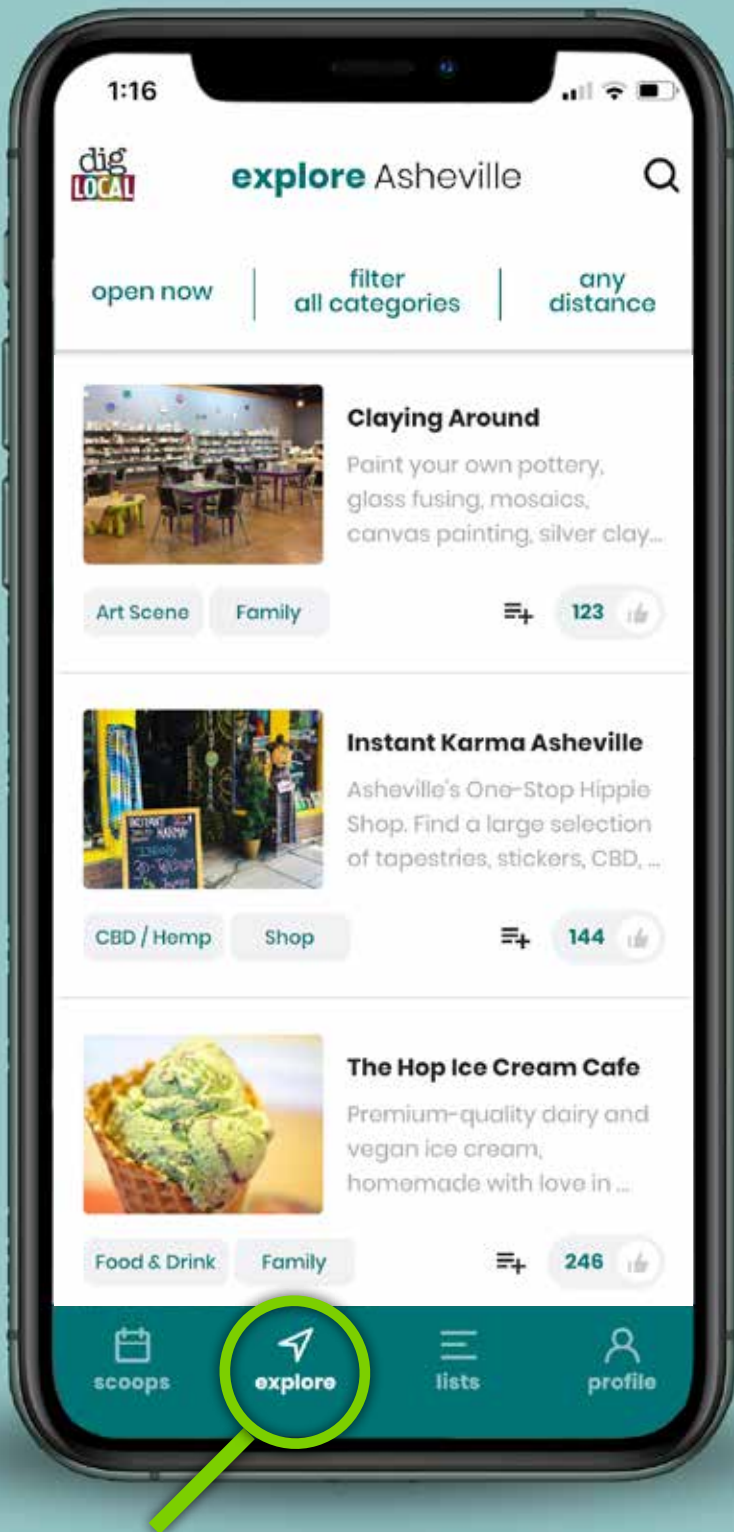 1:16
dig
LOCAL
explore Asheville
open now
filter
all categories
any
distance
Claying Around
Paint your own pottery,
glass fusing, mosaics,
canvas painting, silver clay...
Art Scene
Family
123
Instant Karma Asheville
Asheville's One-Stop Hippie
Shop. Find a large selection
of tapestries, stickers, CBD, ...
INSTANT
KARMA
CBD / Hemp
Shop
144
The Hop Ice Cream Cafe
Premium-quality dairy and
vegan ice cream,
homemade with love in ...
Food & Drink
Family
246
scoops
explore
lists
profile